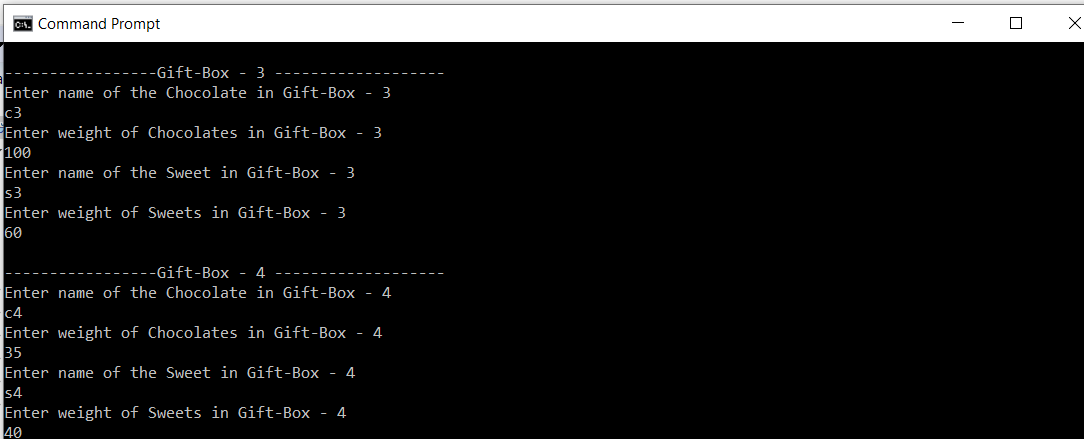 Command Prompt
-----------------Gift-Box - 3 -------------------
Enter name of the Chocolate in Gift-Box - 3
c3
Enter weight of Chocolates in Gift-Box - 3
100
Enter name of the Sweet in Gift-Box - 3
s3
Enter weight of Sweets in Gift-Box - 3
60
-----------------Gift-Box - 4 -------------------
Enter name of the Chocolate in Gift-Box - 4
c4
Enter weight of Chocolates in Gift-Box - 4
35
Enter name of the Sweet in Gift-Box - 4
s4
Enter weight of Sweets in Gift-Box - 4
40